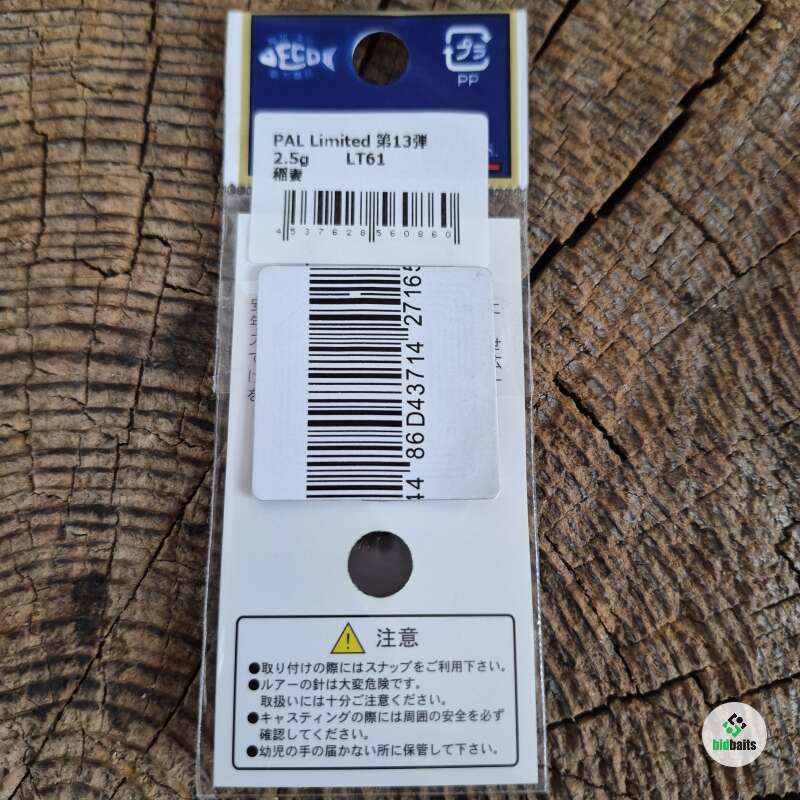 PP
PAL Limited 第13弾
2.5g LT61
稲妻
4 537628 560860
86D43714 27165
注意
●取り付けの際にはスナップをご利用下さい。
●ルアーの針は大変危険です。
取扱いには十分ご注意ください。
●キャスティングの際には周囲の安全を必ず
確認してください。
●幼児の手の届かない所に保管して下さい。
bidbaits